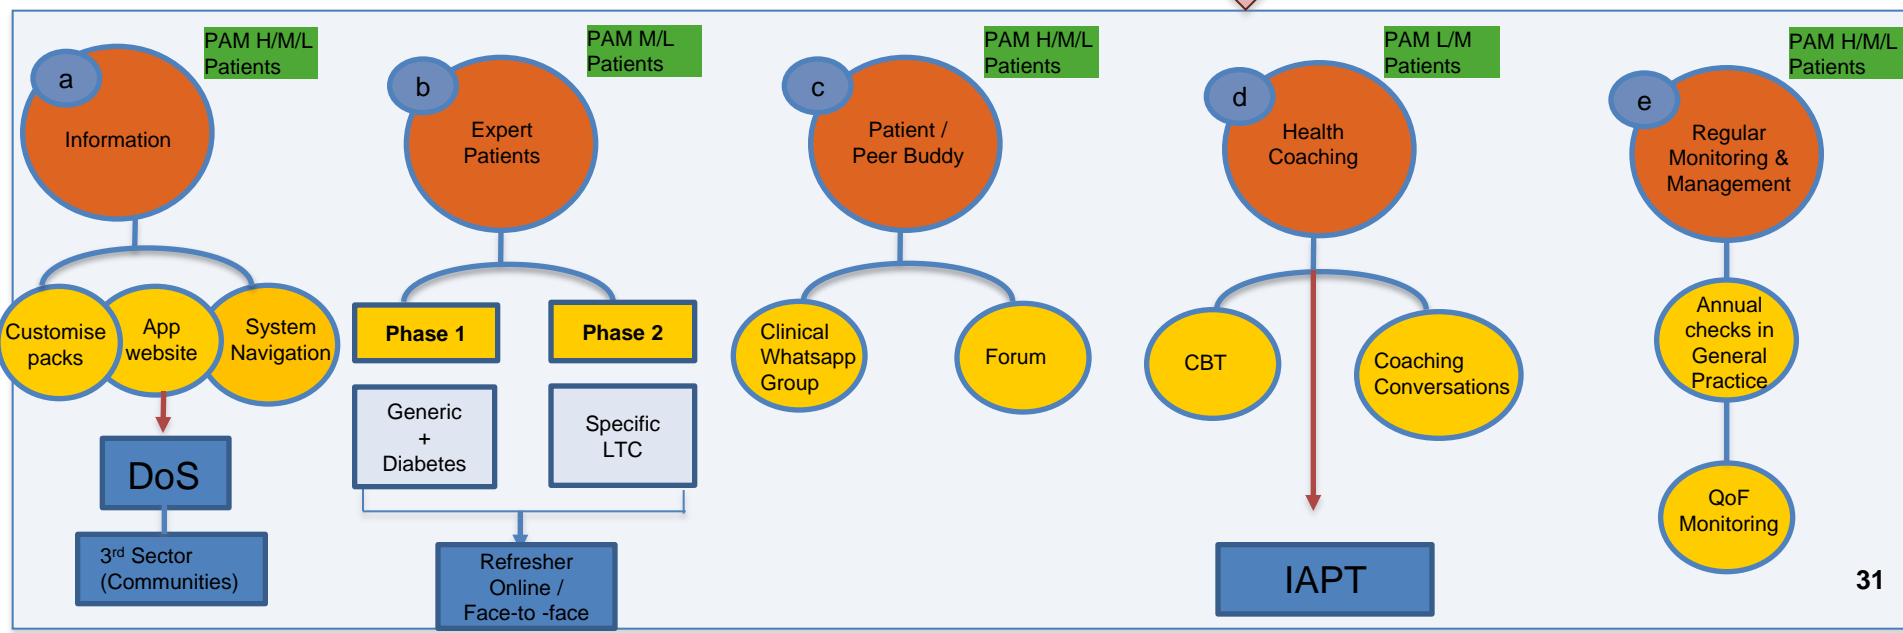 PAM H/M/L
Patients
a
Information
Customise
packs
App
website
System
Navigation
DoS
3rd Sector
(Communities)
PAM M/L
Patients
b
Expert
Patients
Phase 1
Phase 2
Generic
+
Diabetes
Specific
LTC
Refresher
Online /
Face-to -face
PAM H/M/L
Patients
c
Patient /
Peer Buddy
Clinical
Whatsapp
Group
Forum
PAM L/M
Patients
d
Health
Coaching
CBT
Coaching
Conversations
IAPT
PAM H/M/L
Patients
e
Regular
Monitoring &
Management
Annual
checks in
General
Practice
QoF
Monitoring
31